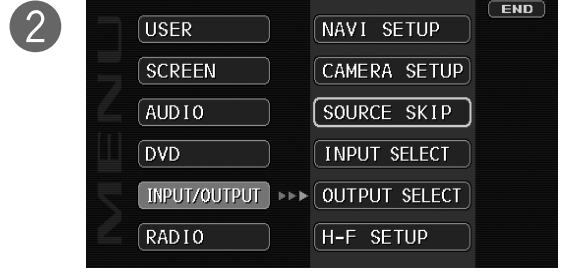 2
END
MENU
USER
SCREEN
AUDIO
DVD
INPUT/OUTPUT
RADIO
NAVI SETUP
CAMERA SETUP
SOURCE SKIP
INPUT SELECT
OUTPUT SELECT
H-F SETUP